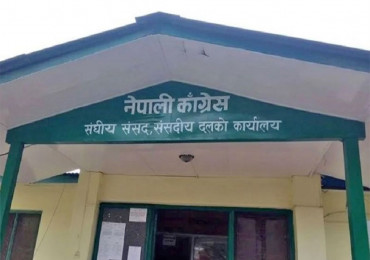 नेपाली काँग्रेस
संघीय संसद, संसदीय दलको कार्यालय